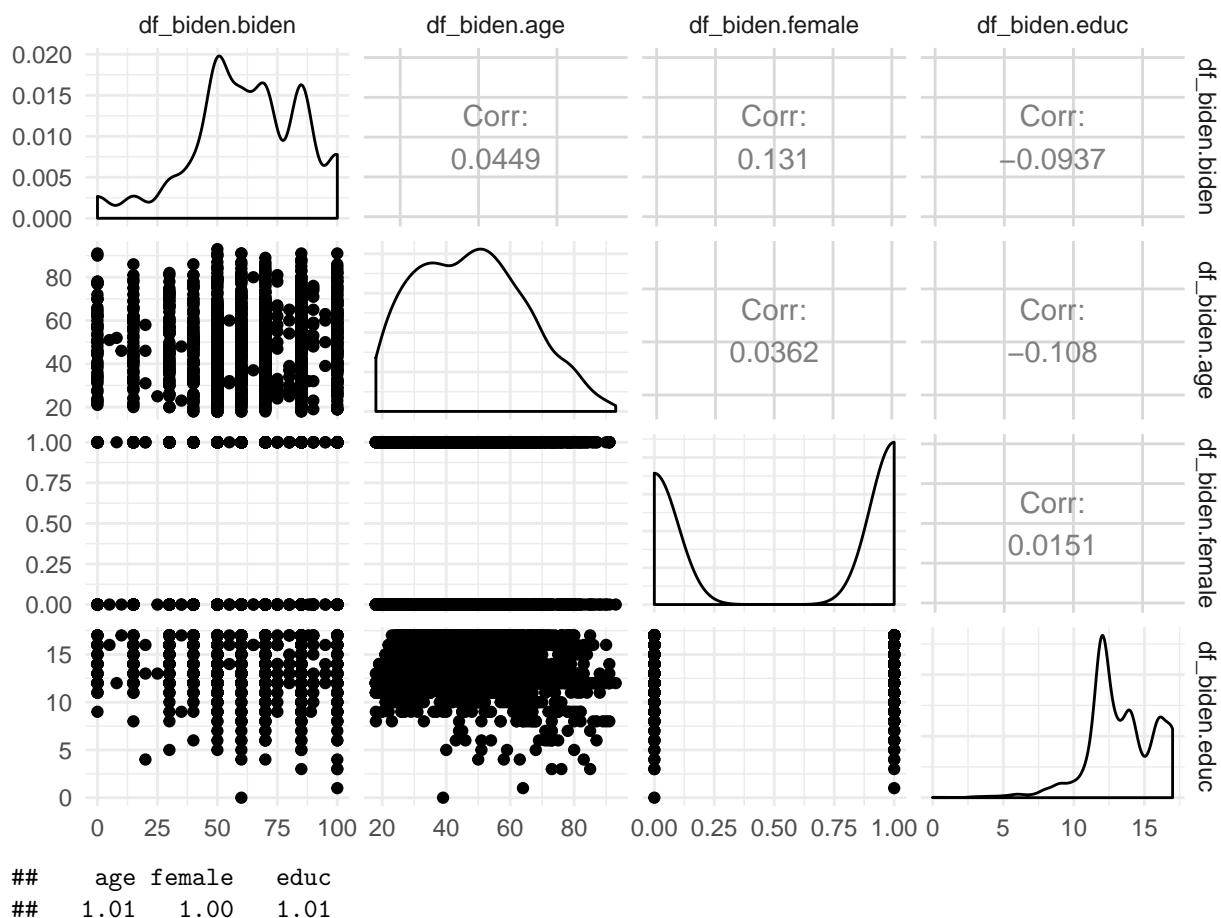 df_biden.biden df_biden.age df_biden.female df_biden.educ
0.020
0.015
0.010
0.005
0.000
Corr:
0.0449
Corr:
0.131
Corr:
−0.0937
df_biden.biden
80
60
40
20
Corr:
0.0362
Corr:
−0.108
df_biden.age
1.00
0.75
0.50
0.25
0.00
Corr:
0.0151
df_biden.female
15
10
5
0
df_biden.educ
0 25 50 75 100 20 40 60 80 0.00 0.25 0.50 0.75 1.00 0 5 10 15
## age female educ
## 1.01 1.00 1.01